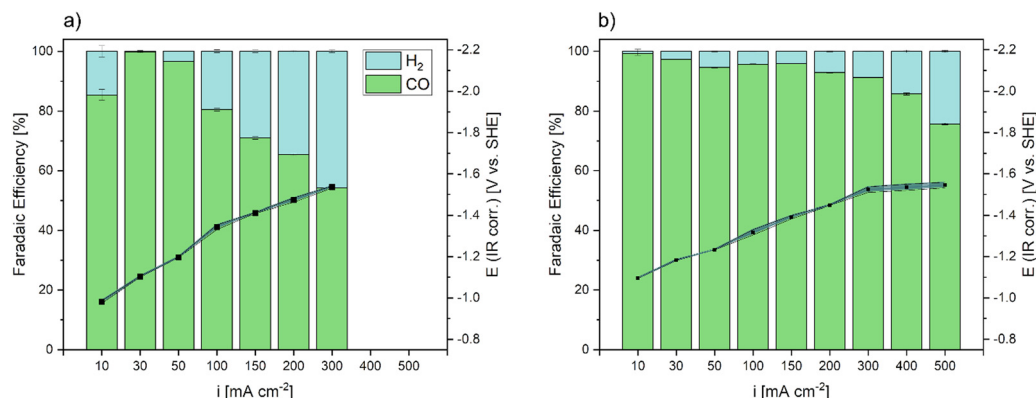 a)
100
80
60
40
20
0
Faradaic Efficiency [%]
H₂
CO
-2.2
-2.0
-1.8
-1.6
-1.4
-1.2
-1.0
-0.8
E (IR corr.) [V vs. SHE]
10 30 50 100 150 200 300 400 500
i [mA cm⁻²]
b)
100
80
60
40
20
0
Faradaic Efficiency [%]
-2.2
-2.0
-1.8
-1.6
-1.4
-1.2
-1.0
-0.8
E (IR corr.) [V vs. SHE]
10 30 50 100 150 200 300 400 500
i [mA cm⁻²]